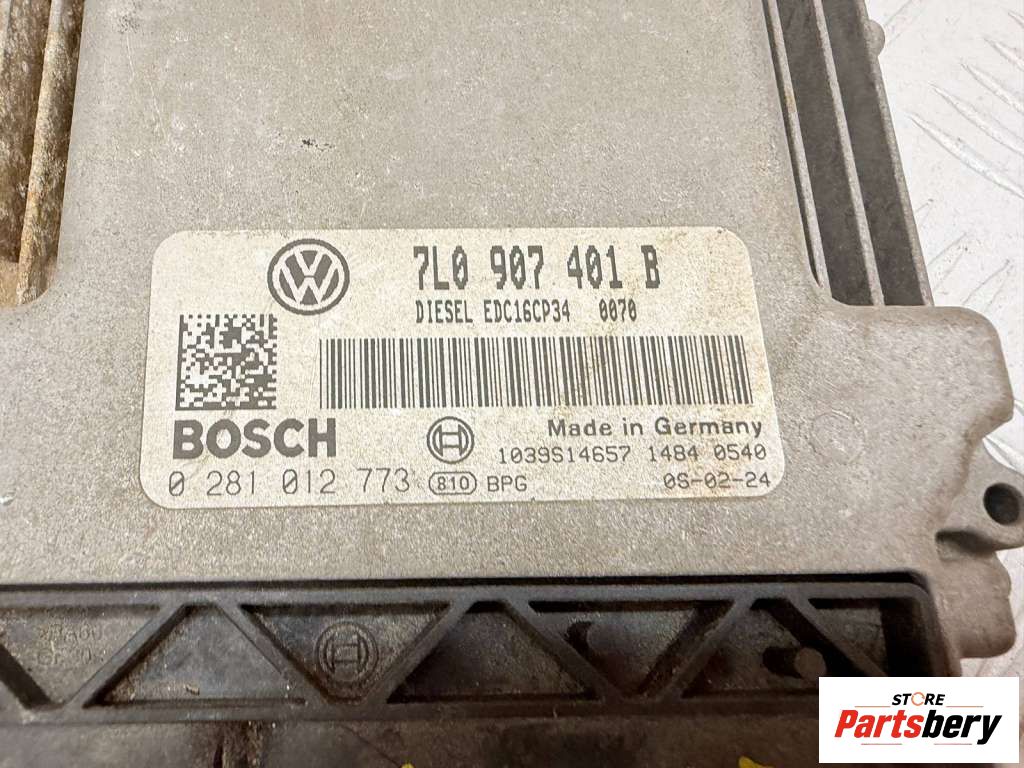 7L0 907 401 B
DIESEL EDC16CP34 0070
BOSCH
Made in Germany
1039S14657 1484 0540
0 281 012 773 810 BPG 05-02-24
STORE
Partsbery